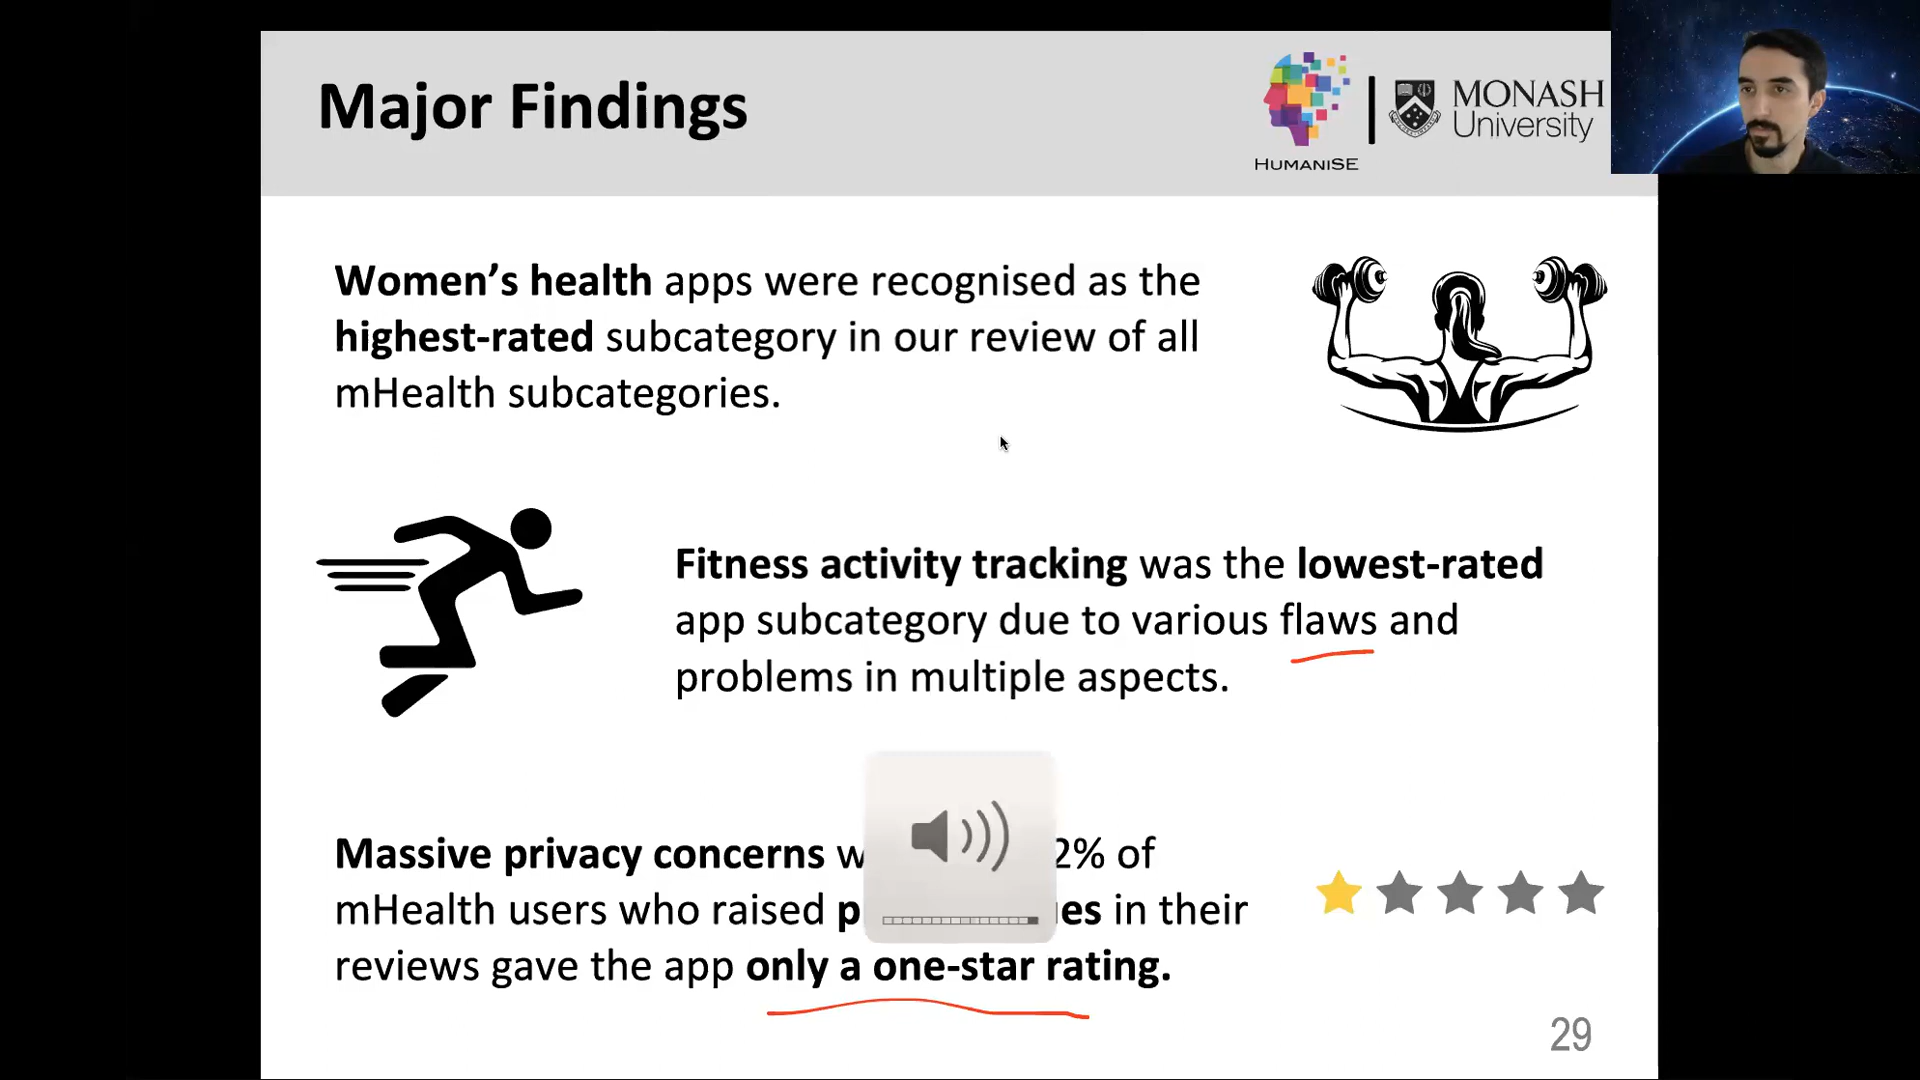 Major Findings
HUMANISE
MONASH
University
Women's health apps were recognised as the
highest-rated subcategory in our review of all
mHealth subcategories.
Fitness activity tracking was the lowest-rated
app subcategory due to various flaws and
problems in multiple aspects.
Massive privacy concerns 2% of
mHealth users who raised in their
reviews gave the app only a one-star rating.
29